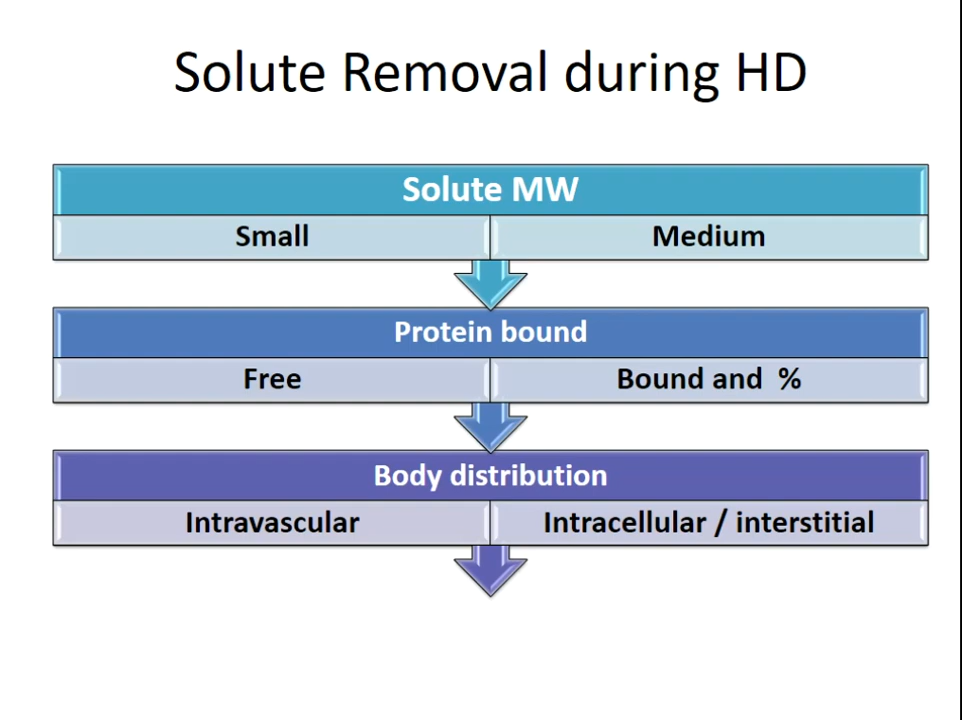 Solute Removal during HD
Solute MW
Small
Medium
Protein bound
Free
Bound and %
Body distribution
Intravascular
Intracellular / interstitial